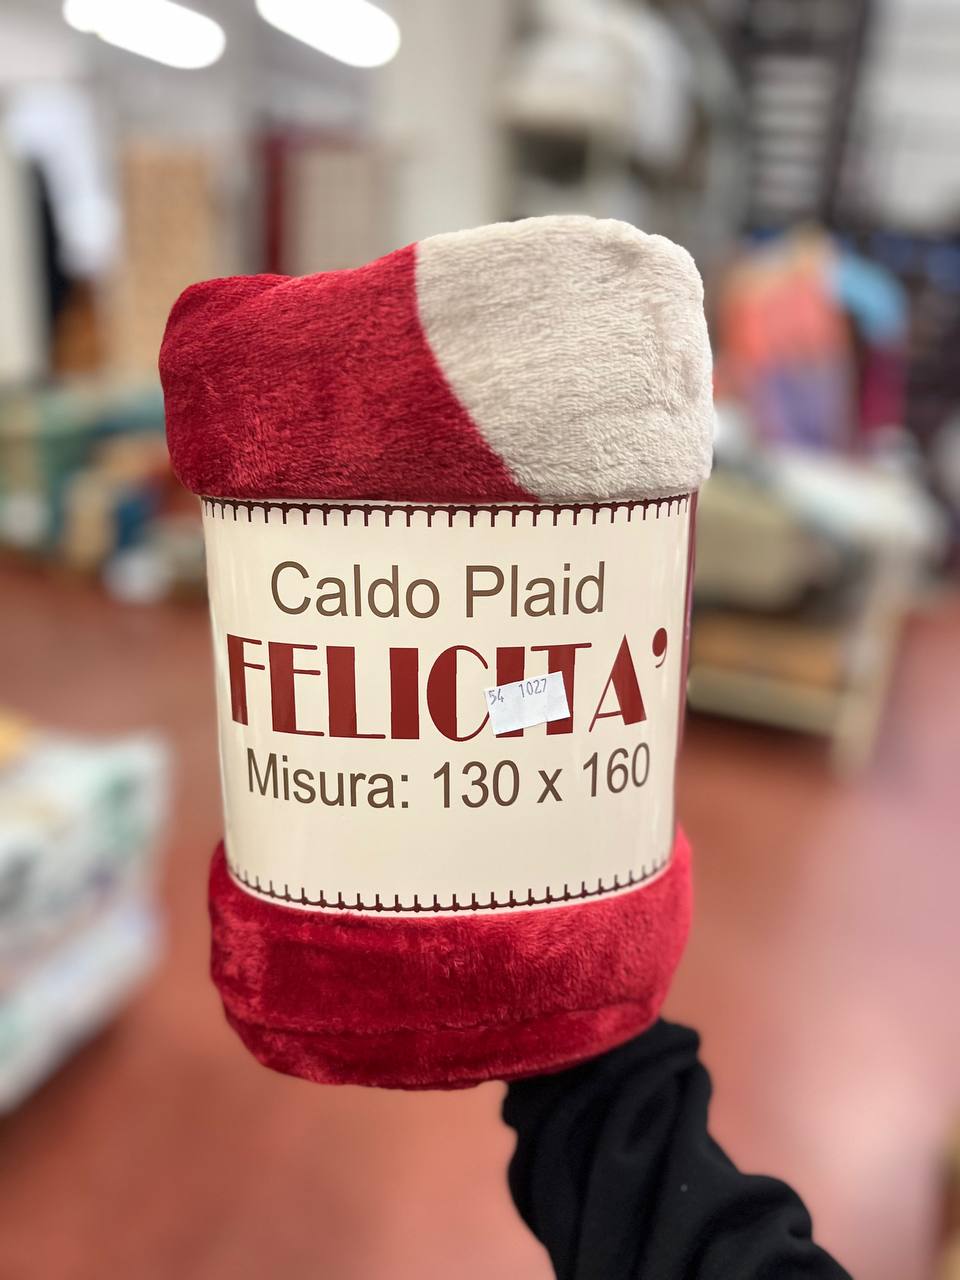 Caldo Plaid
FELICITA'
54 1027
Misura: 130 x 160